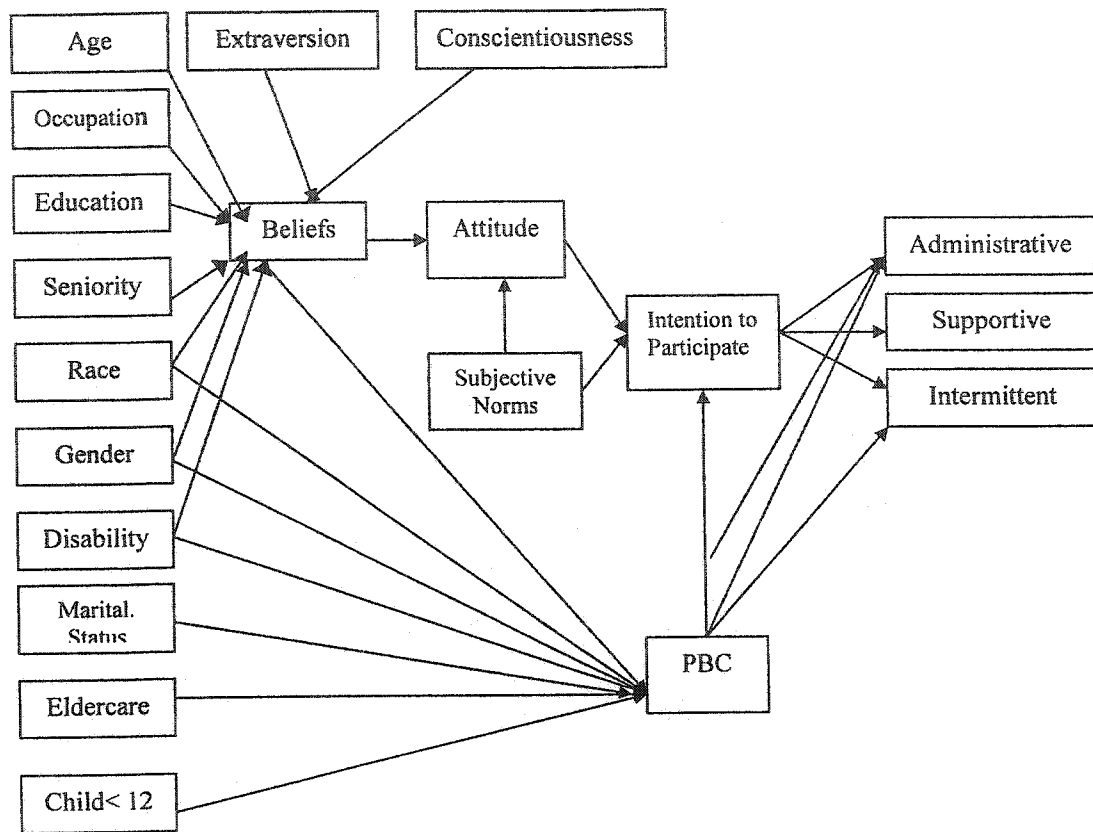 Age
Extraversion
Conscientiousness
Occupation
Education
Beliefs
Attitude
Administrative
Seniority
Intention to
Participate
Supportive
Race
Subjective
Norms
Intermittent
Gender
Disability
Marital.
Status
PBC
Eldercare
Child< 12